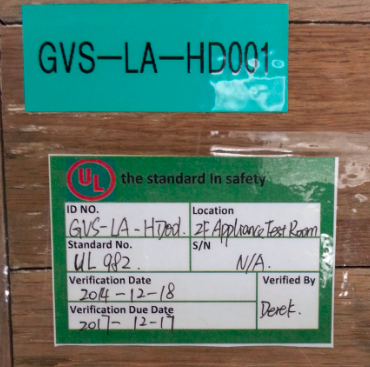 GVS-LA-HD001
UL the standard In safety
ID NO.
GVS-LA-HD001.
Location
2F Appliance Test Room
Standard No.
UL 982.
S/N
N/A.
Verification Date
2014-12-18
Verified By
Derek.
Verification Due Date
2017-12-17